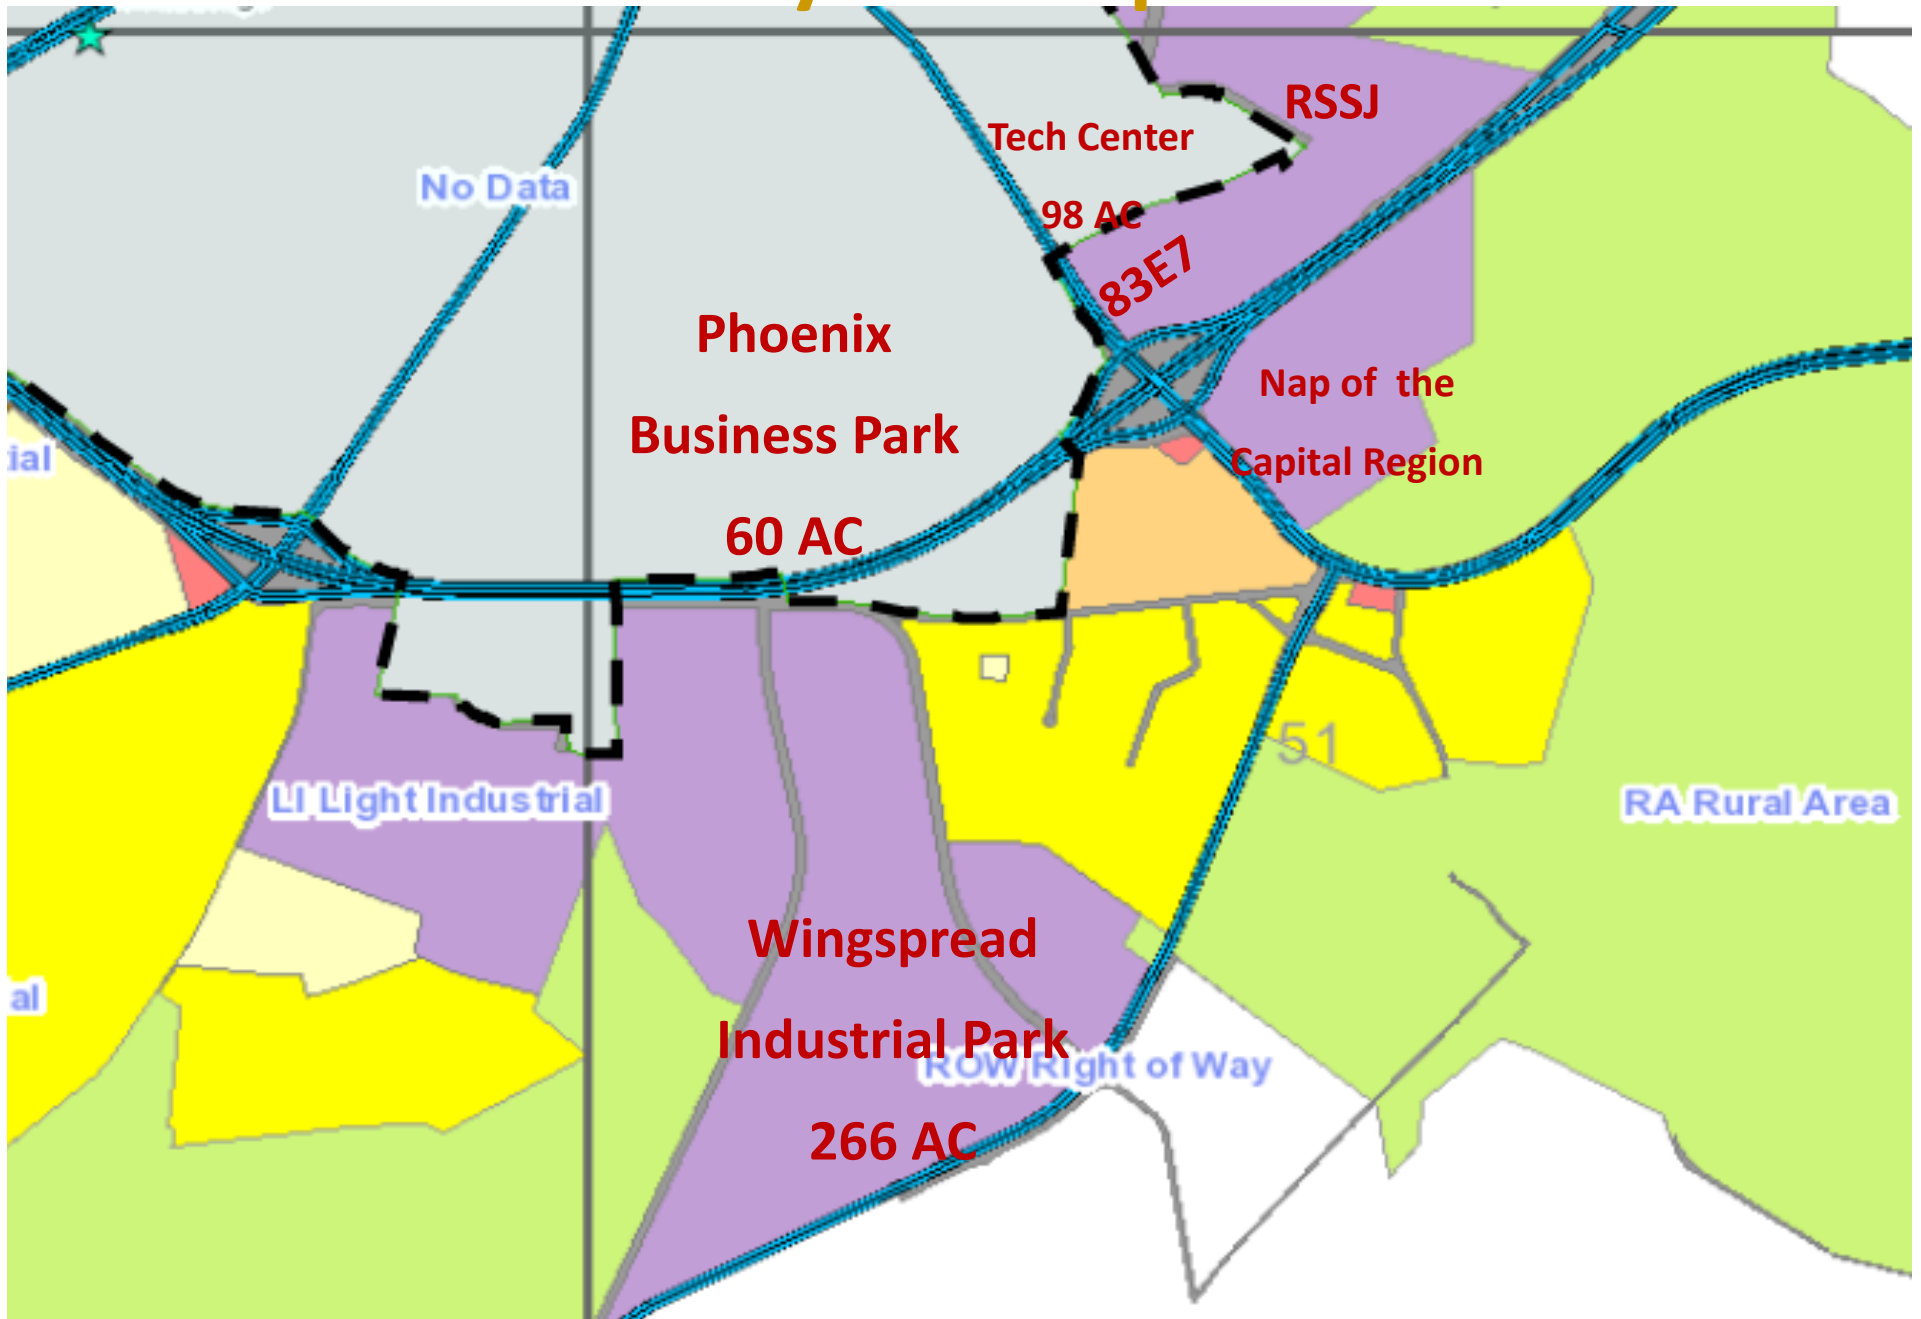 RSSJ
Tech Center
No Data
98 AC
83E7
Phoenix
Nap of the
Business Park
ial
Capital Region
60 AC
51
LI Light Industrial
RA Rural Area
Wingspread
al
Industrial Park
ROW Right of Way
266 AC